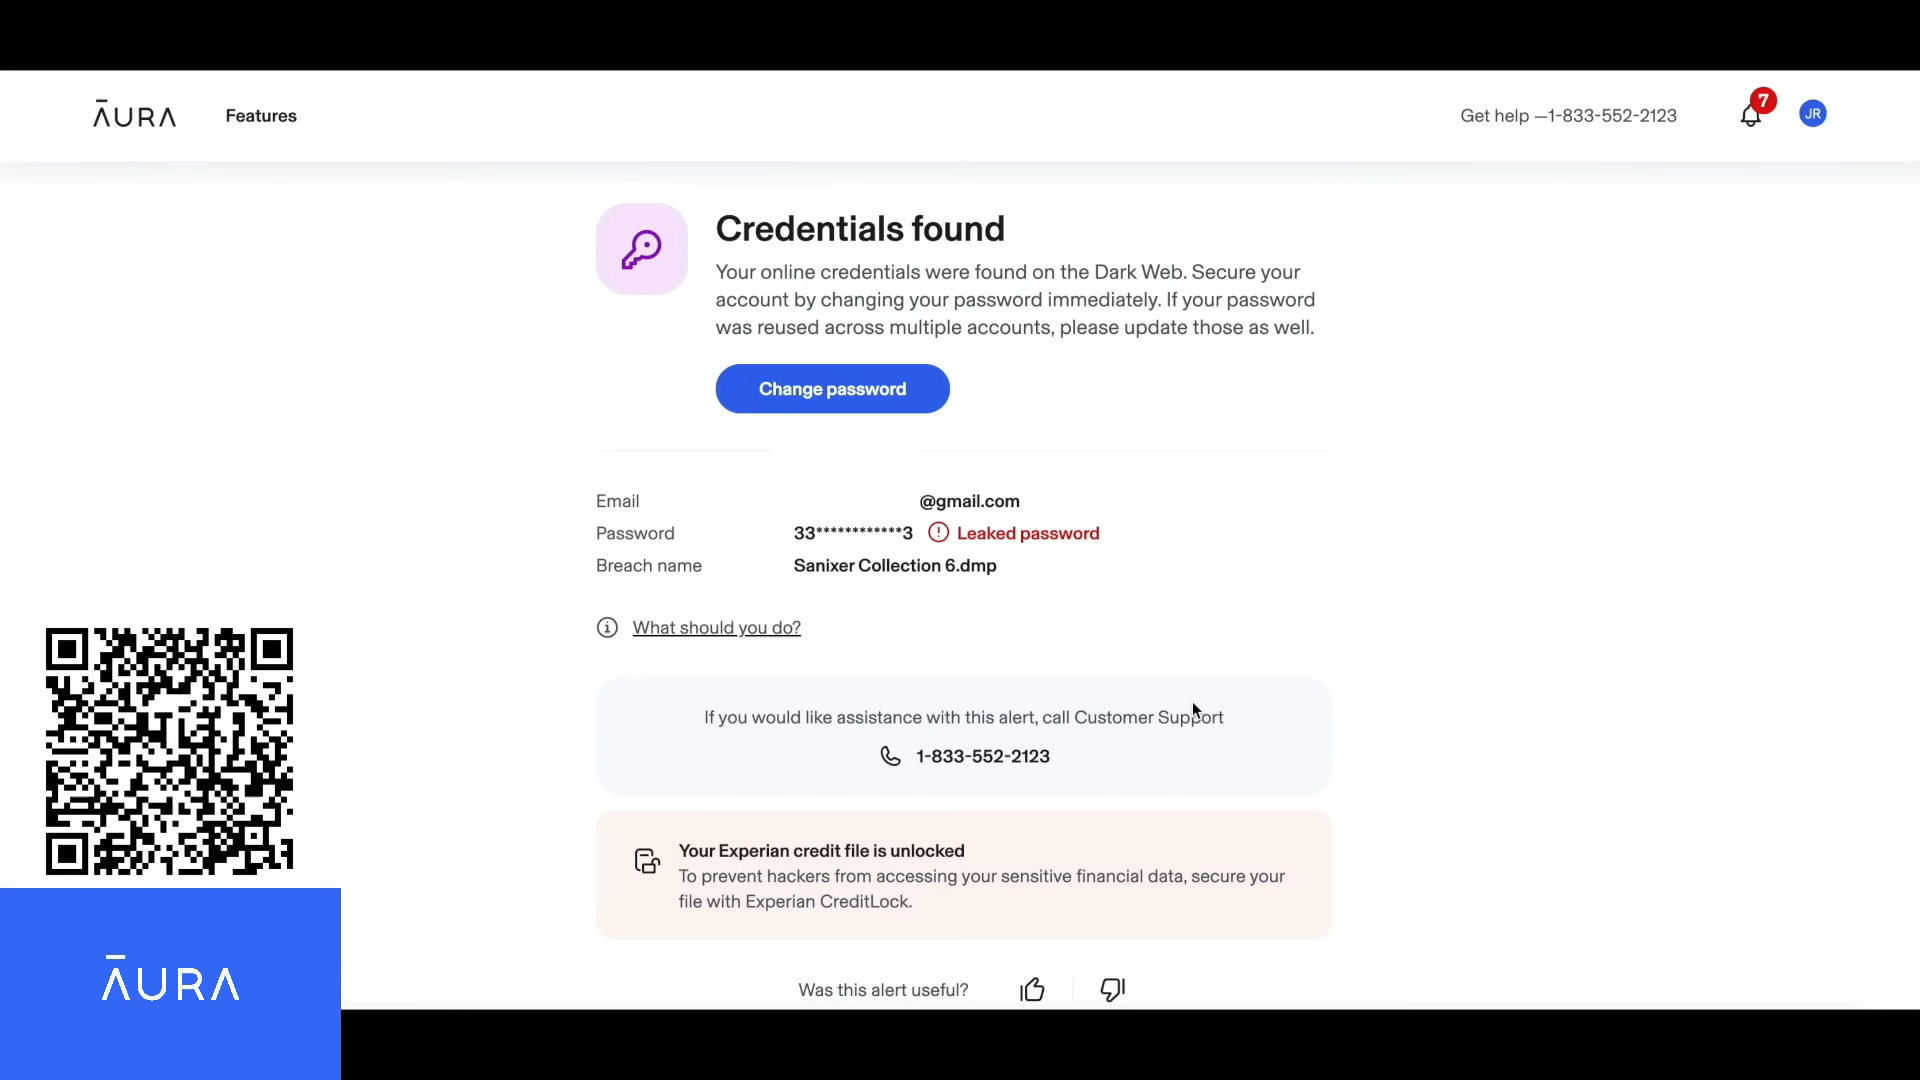 ĀURA
Features
Get help —1-833-552-2123
7
JR
Credentials found
Your online credentials were found on the Dark Web. Secure your
account by changing your password immediately. If your password
was reused across multiple accounts, please update those as well.
Change password
Email @gmail.com
Password 33************3 Leaked password
Breach name Sanixer Collection 6.dmp
What should you do?
If you would like assistance with this alert, call Customer Support
1-833-552-2123
Your Experian credit file is unlocked
To prevent hackers from accessing your sensitive financial data, secure your
file with Experian CreditLock.
Was this alert useful?
ĀURA